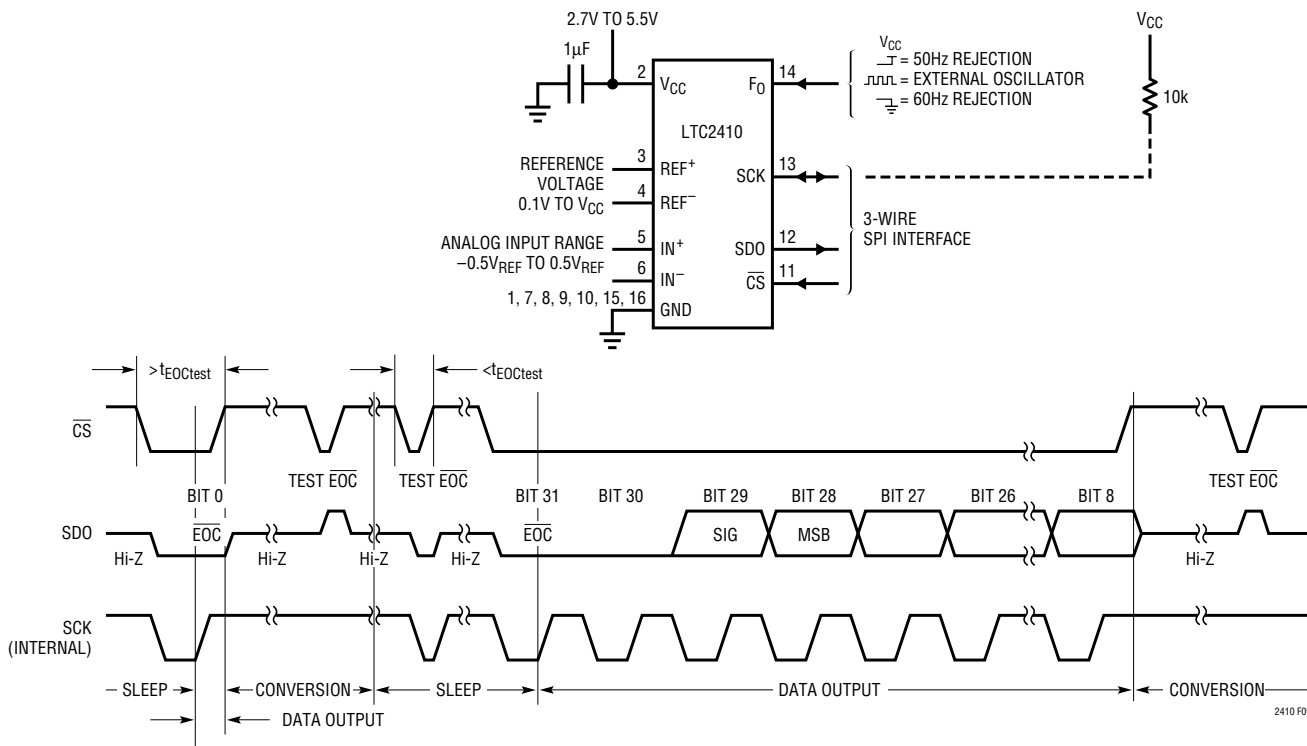 2.7V TO 5.5V
1µF
2
VCC
LTC2410
FO
14
VCC
= 50Hz REJECTION
= EXTERNAL OSCILLATOR
= 60Hz REJECTION
VCC
10k
REFERENCE
VOLTAGE
0.1V TO VCC
3
REF+
4
REF−
SCK
13
ANALOG INPUT RANGE
−0.5VREF TO 0.5VREF
5
IN+
6
IN−
SDO
12
CS
11
3-WIRE
SPI INTERFACE
1, 7, 8, 9, 10, 15, 16
GND
>tEOCtest
<tEOCtest
CS
TEST EOC
TEST EOC
TEST EOC
BIT 0
BIT 31
BIT 30
BIT 29
BIT 28
BIT 27
BIT 26
BIT 8
SDO
EOC
EOC
SIG
MSB
Hi-Z
Hi-Z
Hi-Z
Hi-Z
Hi-Z
SCK
(INTERNAL)
SLEEP
CONVERSION
SLEEP
DATA OUTPUT
CONVERSION
DATA OUTPUT
2410 F0